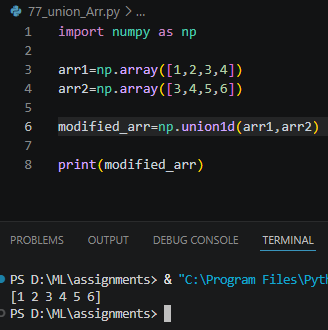 77_union_Arr.py > ...
1 import numpy as np
2
3 arr1=np.array([1,2,3,4])
4 arr2=np.array([3,4,5,6])
5
6 modified_arr=np.union1d(arr1,arr2)
7
8 print(modified_arr)
PROBLEMS OUTPUT DEBUG CONSOLE TERMINAL
PS D:\ML\assignments> & "C:\Program Files\Pyth
[1 2 3 4 5 6]
PS D:\ML\assignments>